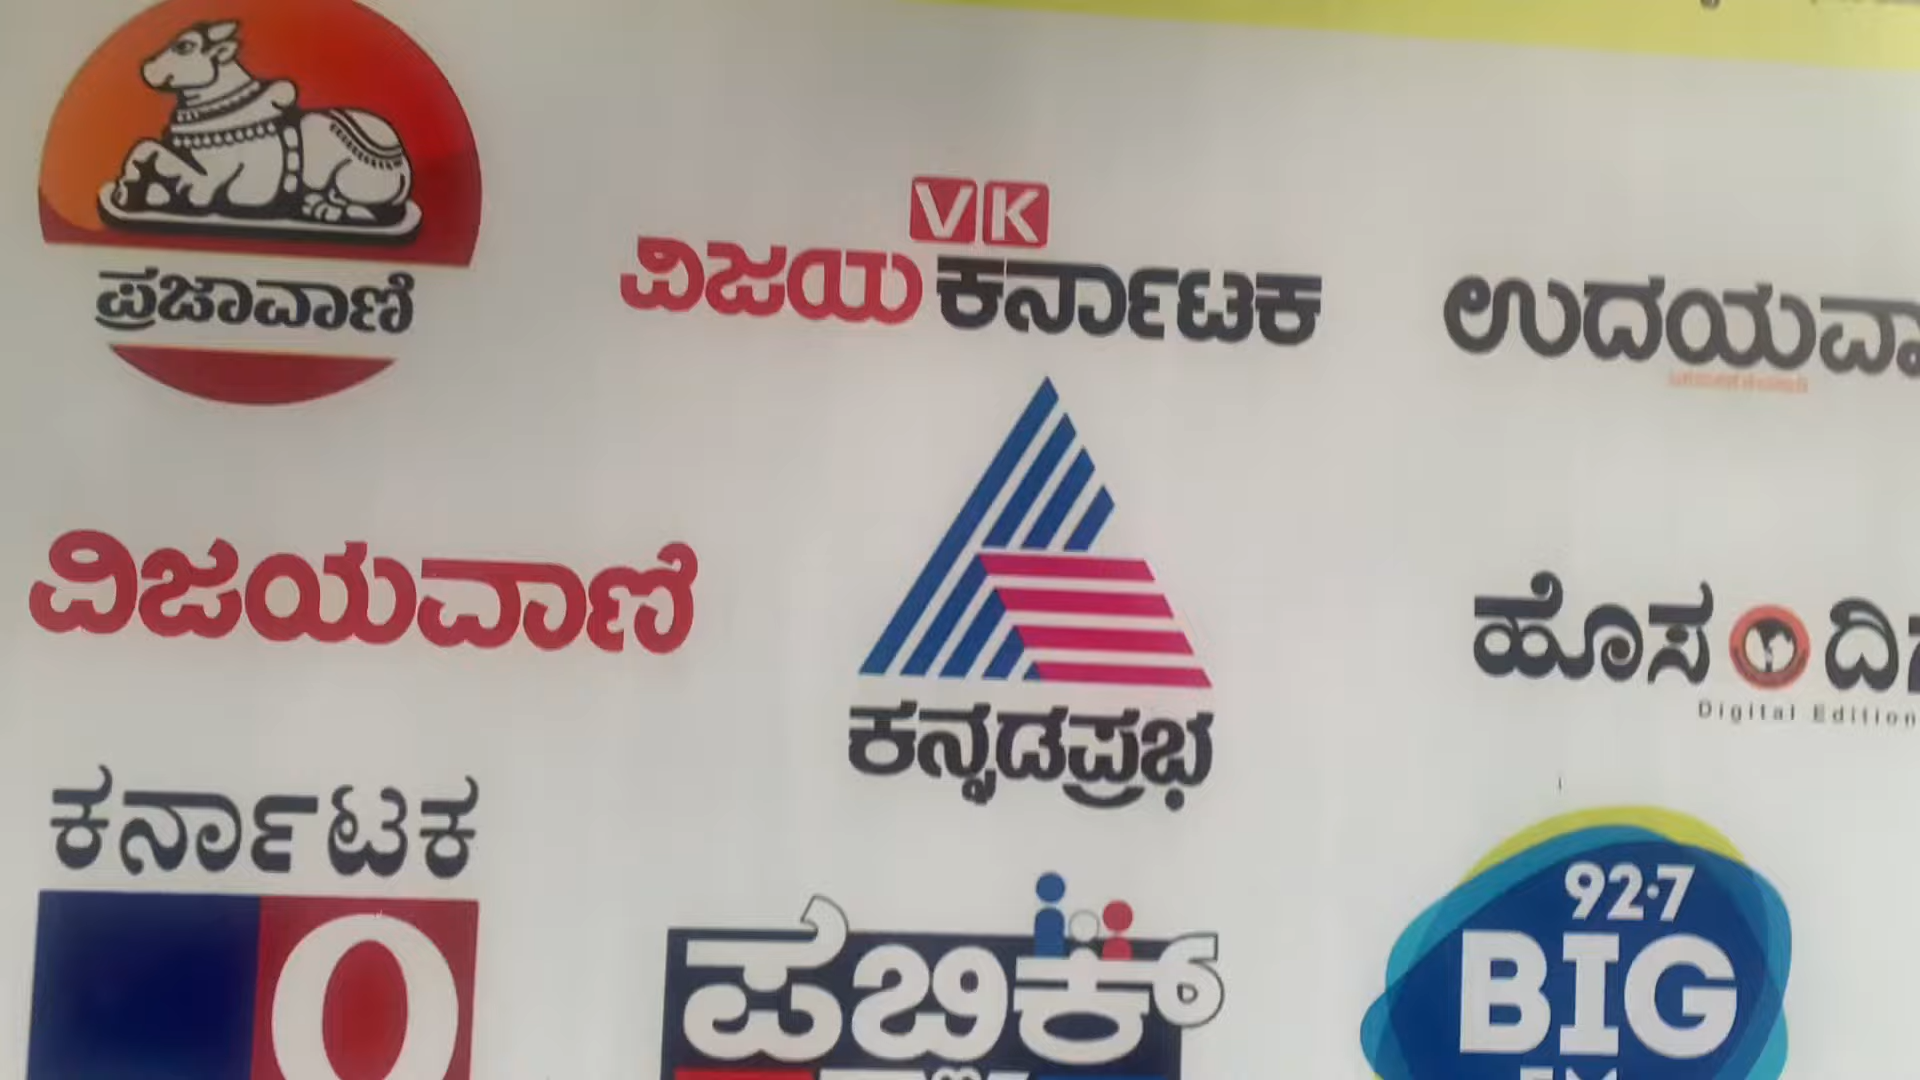 ಪ್ರಜಾವಾಣಿ
VK
ವಿಜಯ ಕರ್ನಾಟಕ
ಉದಯವಾ
ವಿಜಯವಾಣಿ
ಕನ್ನಡಪ್ರಭ
ಹೊಸ ದಿ
Digital Edition
ಕರ್ನಾಟಕ
ಪಬ್ಲಿಕ್
92.7
BIG